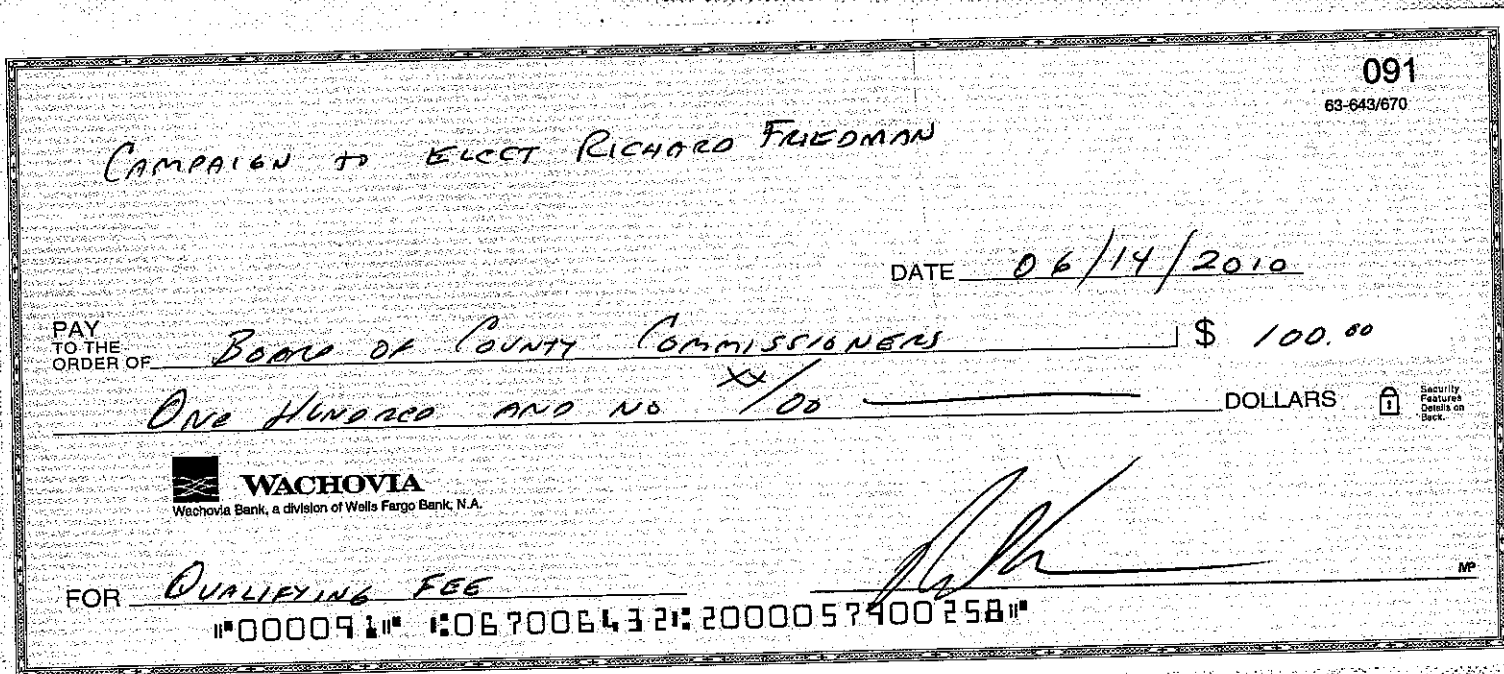 091
63-643/670
CAMPAIGN TO ELECT RICHARD FRIEDMAN
DATE 06/14/2010
PAY TO THE ORDER OF BOARD OF COUNTY COMMISSIONERS $ 100.00
ONE HUNDRED AND NO XX/00 DOLLARS
Security Features Details on Back.
WACHOVIA
Wachovia Bank, a division of Wells Fargo Bank, N.A.
FOR QUALIFYING FEE
MP
⑈000091⑈ ⑆067006432⑆2000057400258⑈